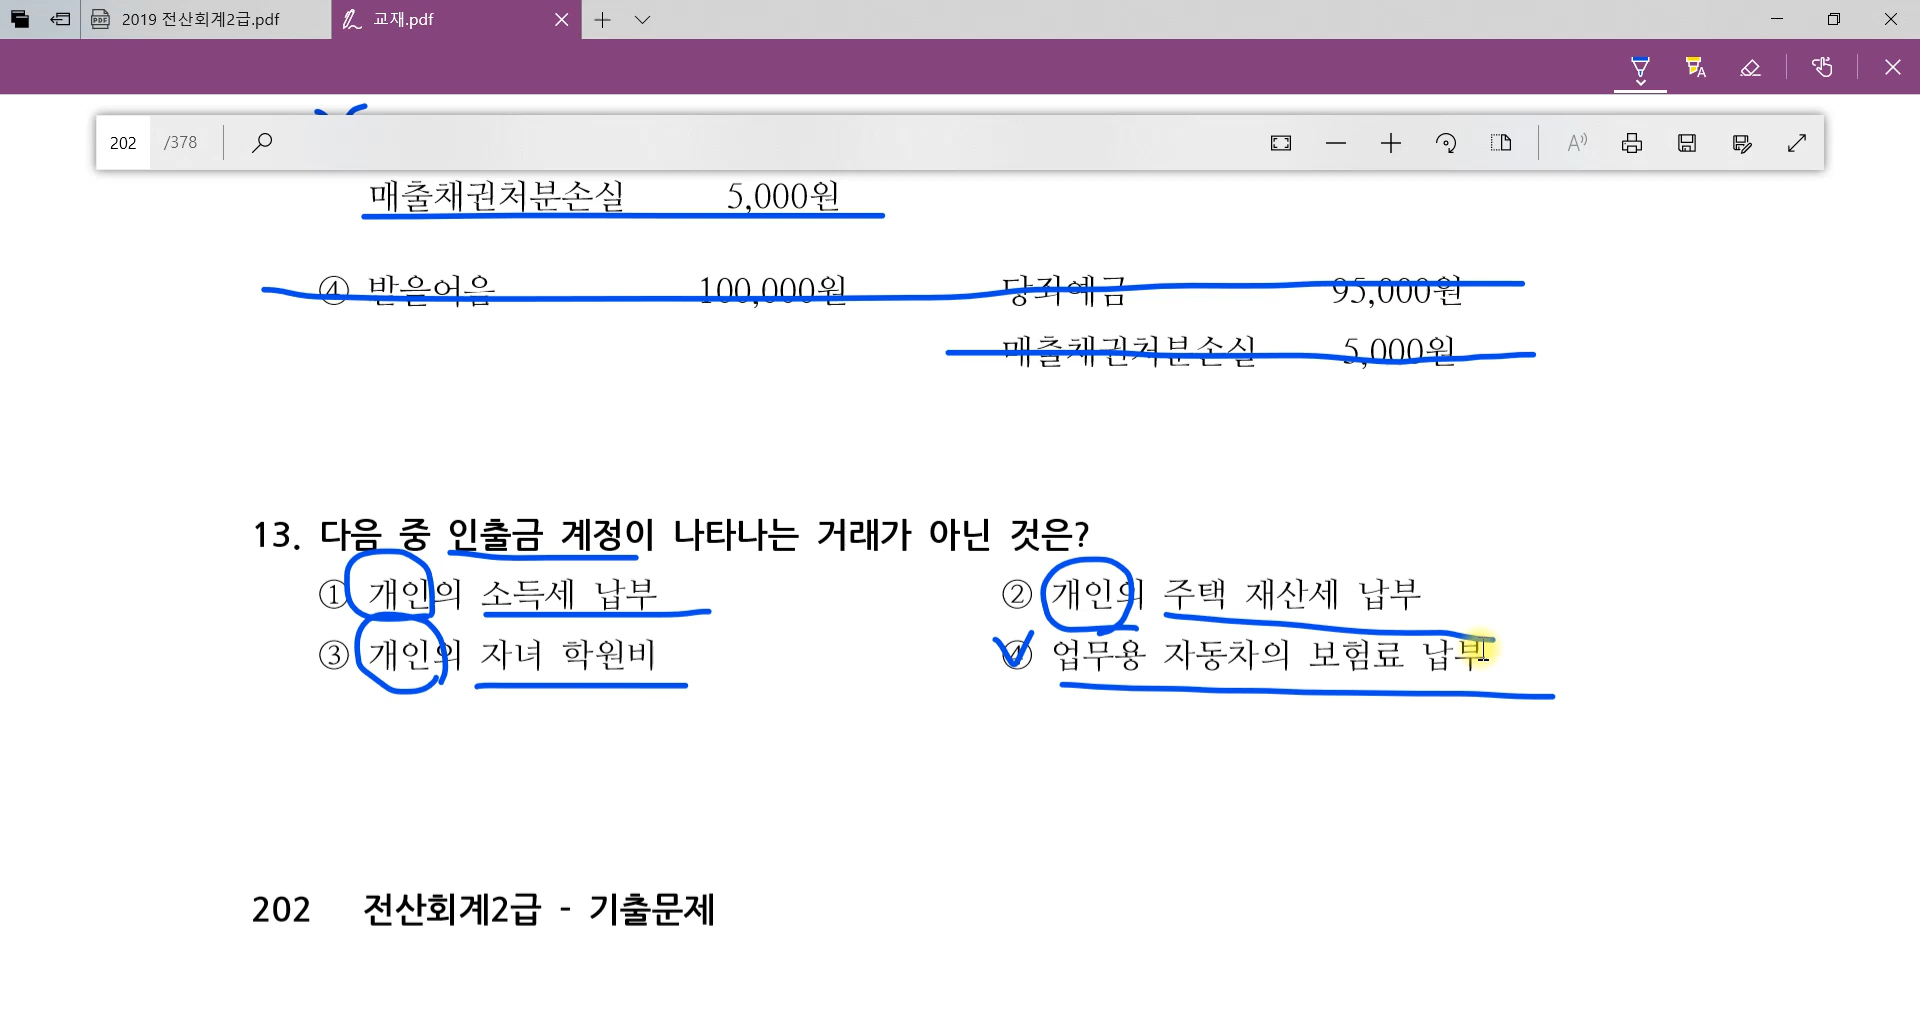 2019 전산회계2급.pdf
교재.pdf
202 /378
매출채권처분손실 5,000원
④ 받을어음 100,000원 당좌예금 95,000원
매출채권처분손실 5,000원
13. 다음 중 인출금 계정이 나타나는 거래가 아닌 것은?
① 개인의 소득세 납부 ② 개인의 주택 재산세 납부
③ 개인의 자녀 학원비 ④ 업무용 자동차의 보험료 납부
202 전산회계2급 - 기출문제